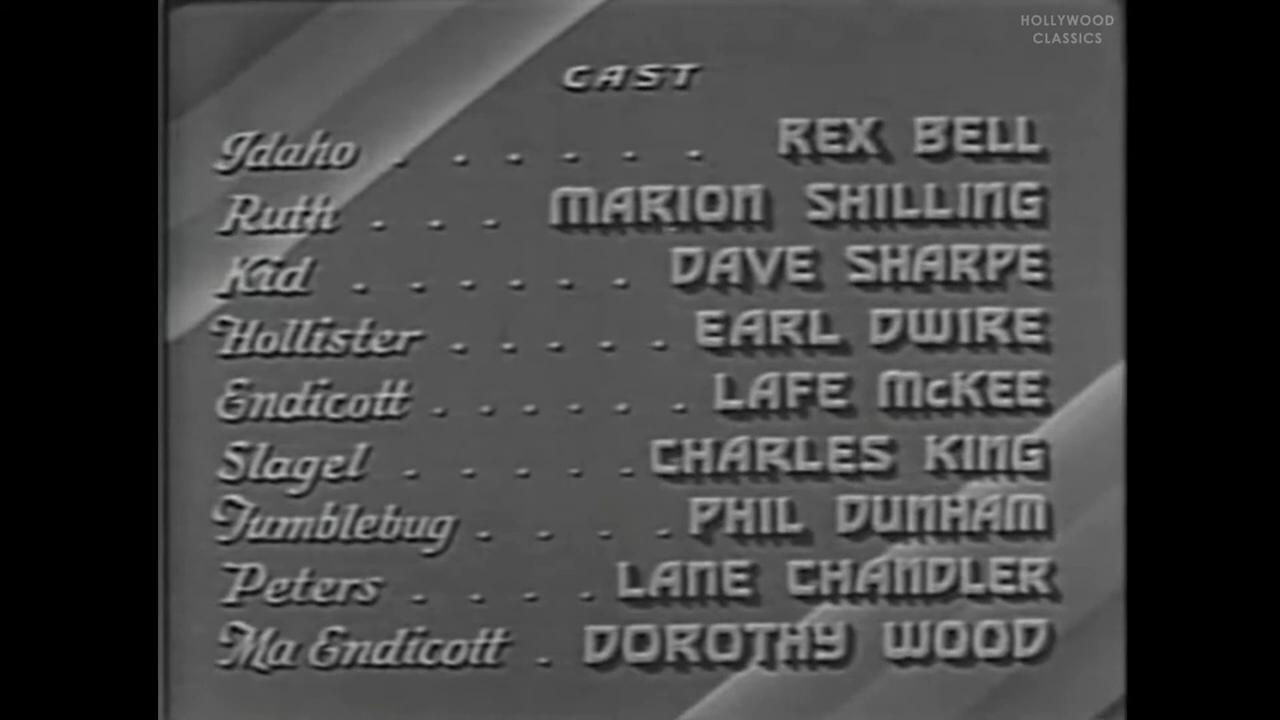 HOLLYWOOD
CLASSICS
CAST
Idaho . . . . . . REX BELL
Ruth . . . MARION SHILLING
Kid . . . . . . DAVE SHARPE
Hollister . . . . . EARL DWIRE
Endicott . . . . . . LAFE McKEE
Slagel . . . . . CHARLES KING
Tumblebug . . . . PHIL DUNHAM
Peters . . . . LANE CHANDLER
Ma Endicott . DOROTHY WOOD